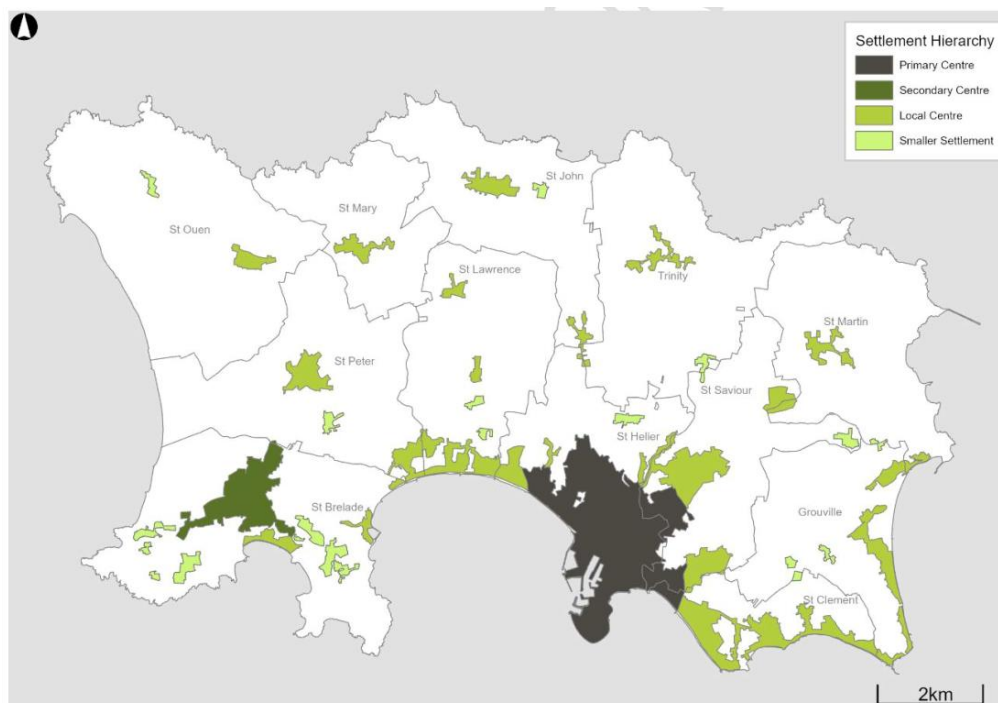 Settlement Hierarchy
Primary Centre
Secondary Centre
Local Centre
Smaller Settlement
St John
St Mary
St Ouen
St Lawrence
Trinity
St Martin
St Peter
St Saviour
St Helier
St Brelade
Grouville
St Clement
2km